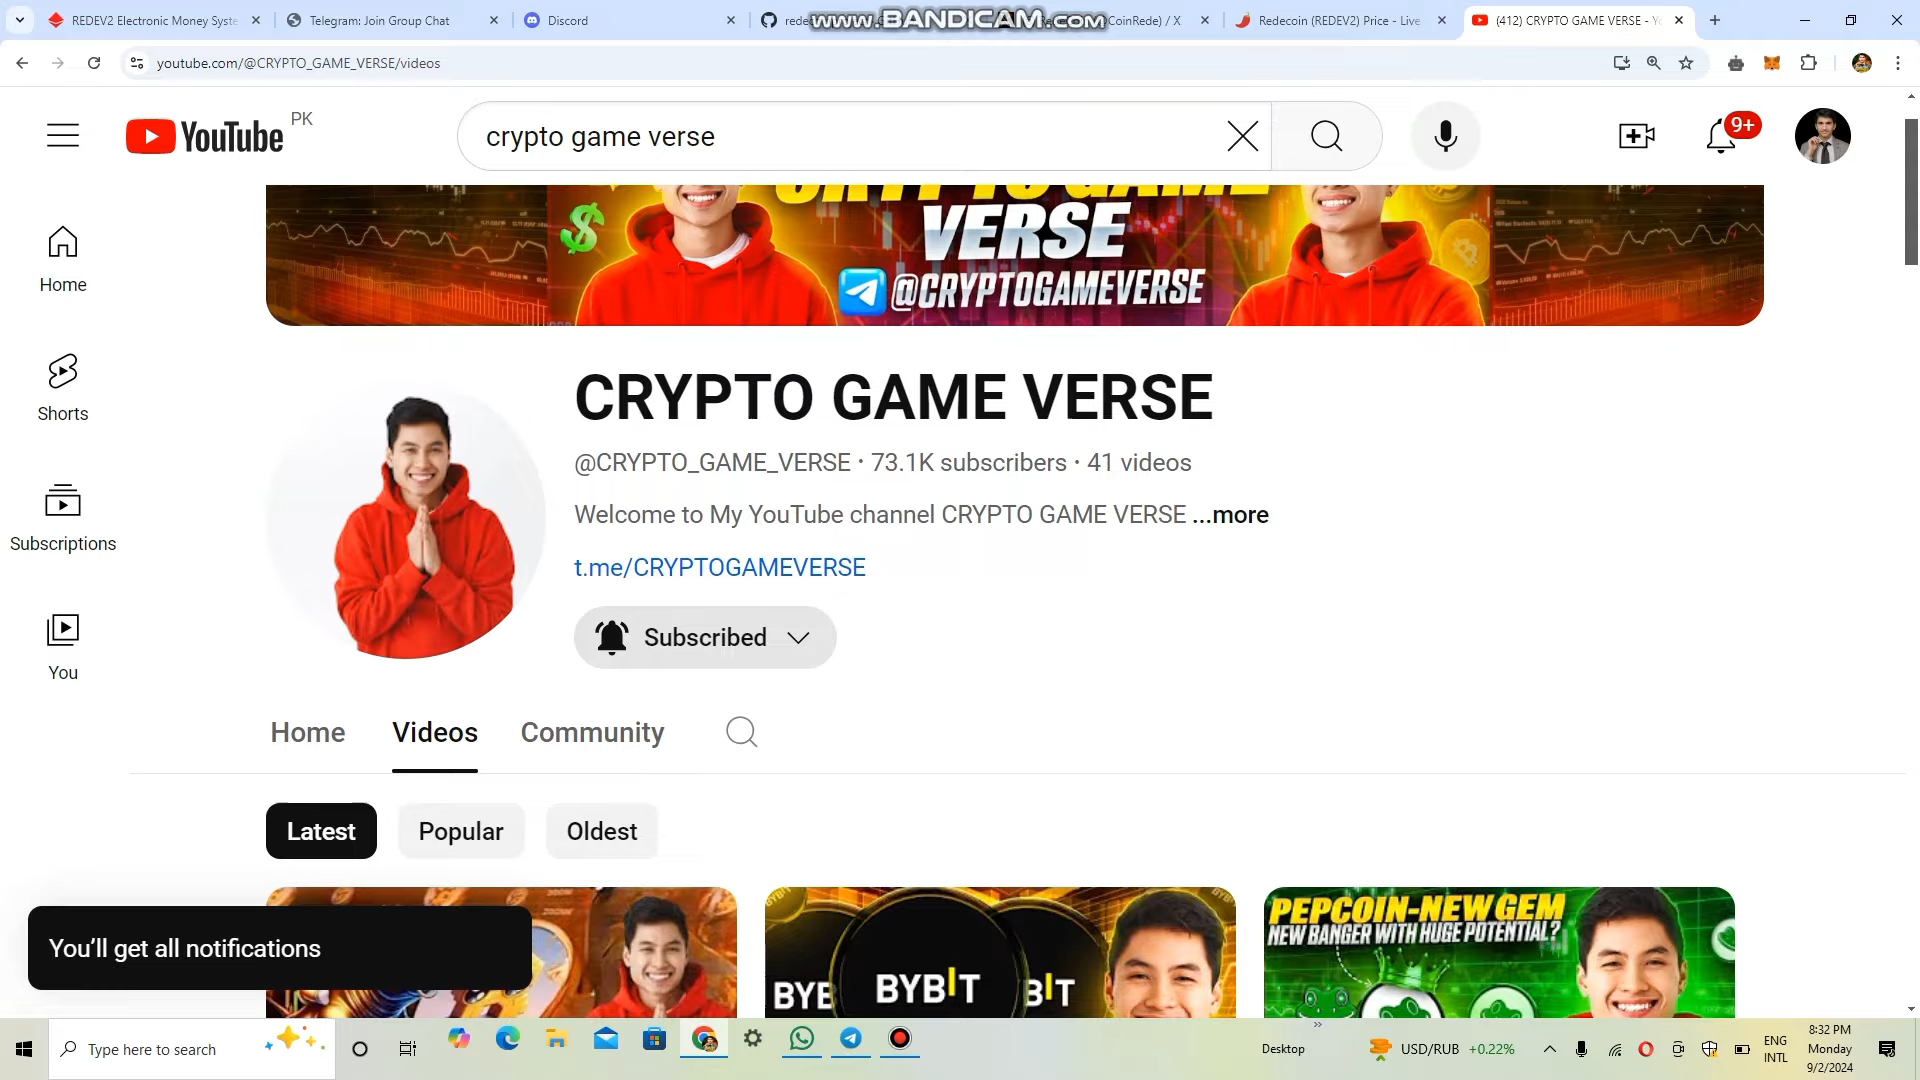 REDEV2 Electronic Money Syste
Telegram: Join Group Chat
Discord
www.BANDICAM.com
CoinRede) / X
Redecoin (REDEV2) Price - Live
(412) CRYPTO GAME VERSE - Yo
youtube.com/@CRYPTO_GAME_VERSE/videos
YouTube PK
crypto game verse
9+
CRYPTO GAME
VERSE
@CRYPTOGAMEVERSE
Home
Shorts
Subscriptions
You
CRYPTO GAME VERSE
@CRYPTO_GAME_VERSE · 73.1K subscribers · 41 videos
Welcome to My YouTube channel CRYPTO GAME VERSE ...more
t.me/CRYPTOGAMEVERSE
Subscribed
Home Videos Community
Latest Popular Oldest
You’ll get all notifications
BYBIT
PEPCOIN-NEW GEM
NEW BANGER WITH HUGE POTENTIAL?
Type here to search
Desktop
USD/RUB +0.22%
ENG
INTL
8:32 PM
Monday
9/2/2024